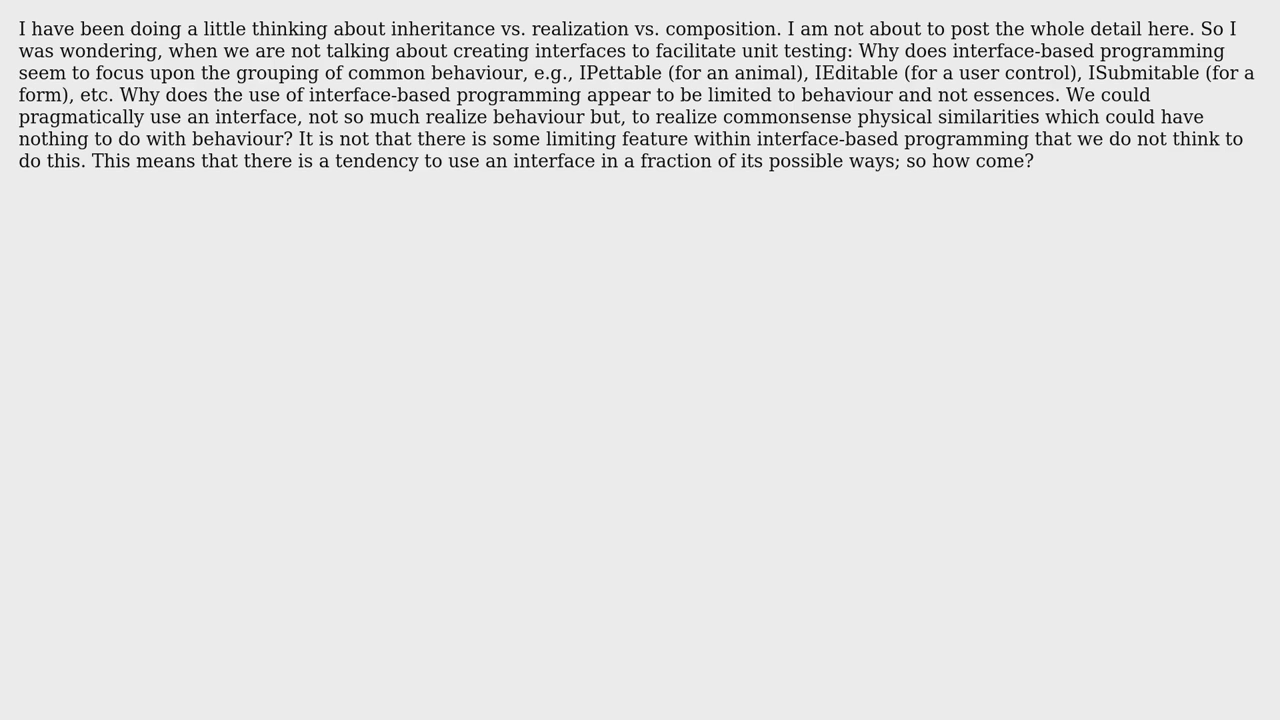 I have been doing a little thinking about inheritance vs. realization vs. composition. I am not about to post the whole detail here. So I
was wondering, when we are not talking about creating interfaces to facilitate unit testing: Why does interface-based programming
seem to focus upon the grouping of common behaviour, e.g., IPettable (for an animal), IEditable (for a user control), ISubmitable (for a
form), etc. Why does the use of interface-based programming appear to be limited to behaviour and not essences. We could
pragmatically use an interface, not so much realize behaviour but, to realize commonsense physical similarities which could have
nothing to do with behaviour? It is not that there is some limiting feature within interface-based programming that we do not think to
do this. This means that there is a tendency to use an interface in a fraction of its possible ways; so how come?